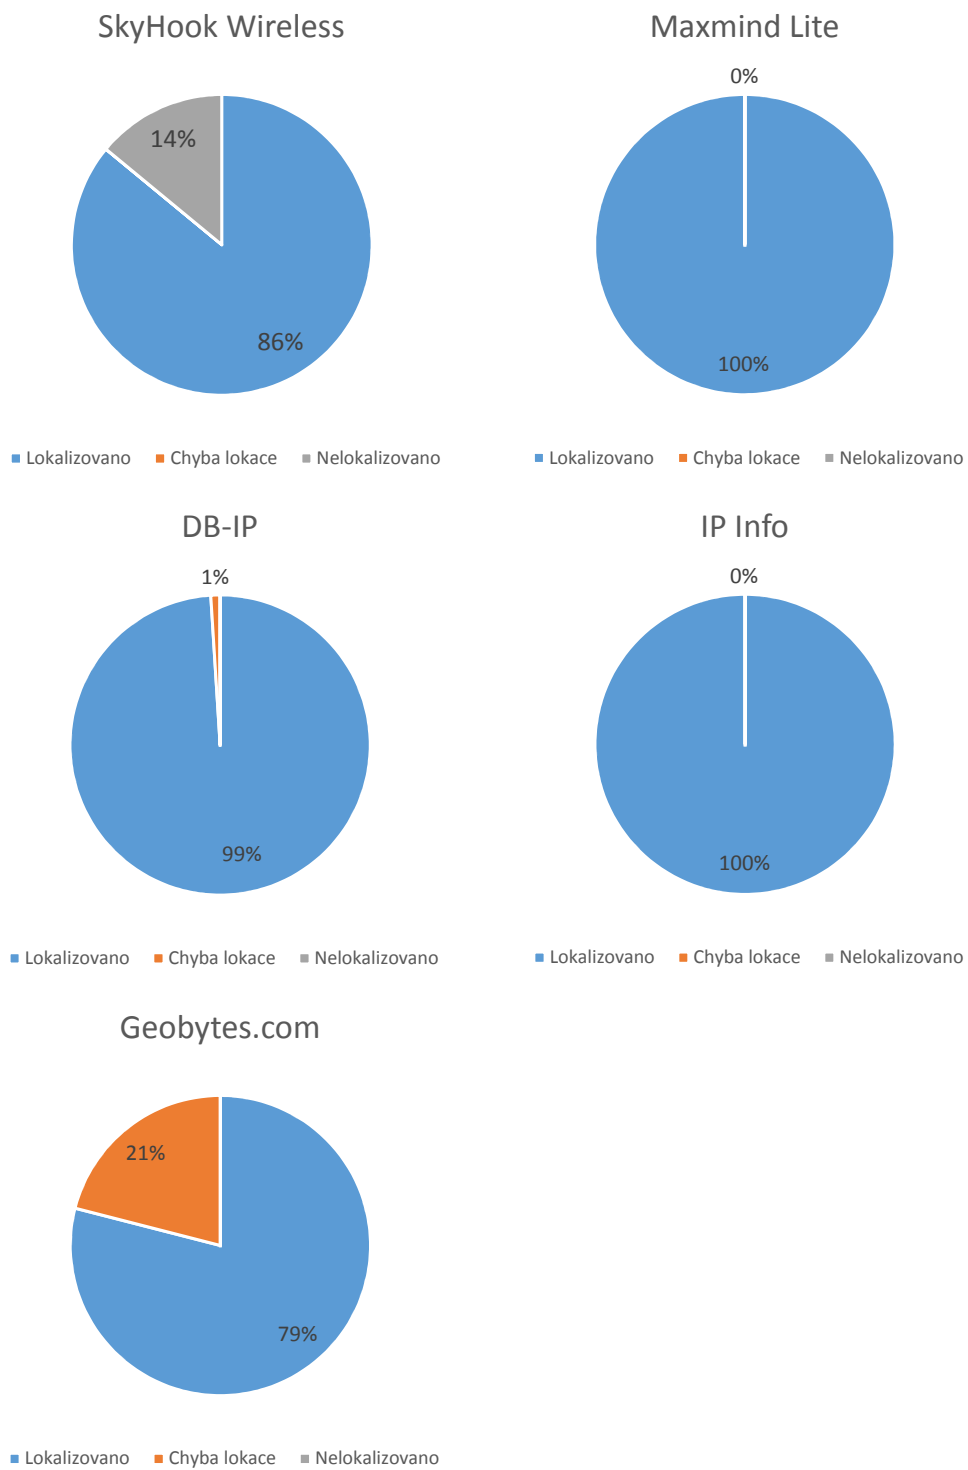 SkyHook Wireless
14%
86%
Lokalizovano Chyba lokace Nelokalizovano
Maxmind Lite
0%
100%
Lokalizovano Chyba lokace Nelokalizovano
DB-IP
1%
99%
Lokalizovano Chyba lokace Nelokalizovano
IP Info
0%
100%
Lokalizovano Chyba lokace Nelokalizovano
Geobytes.com
21%
79%
Lokalizovano Chyba lokace Nelokalizovano